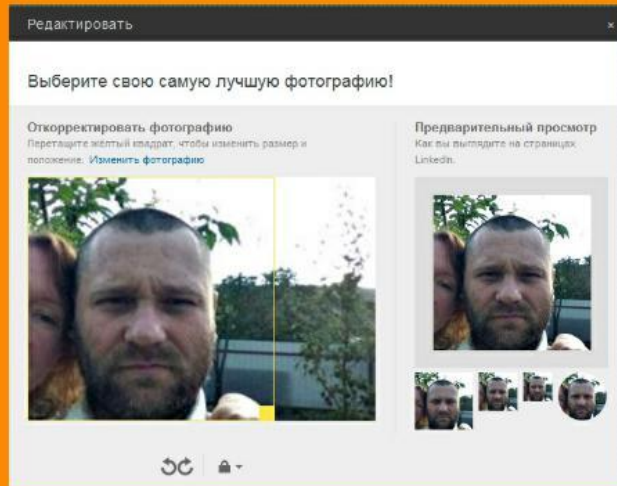 Редактировать
Выберите свою самую лучшую фотографию!
Откорректировать фотографию
Перетащите жёлтый квадрат, чтобы изменить размер и
положение. Изменить фотографию
Предварительный просмотр
Как вы выглядите на страницах
LinkedIn.